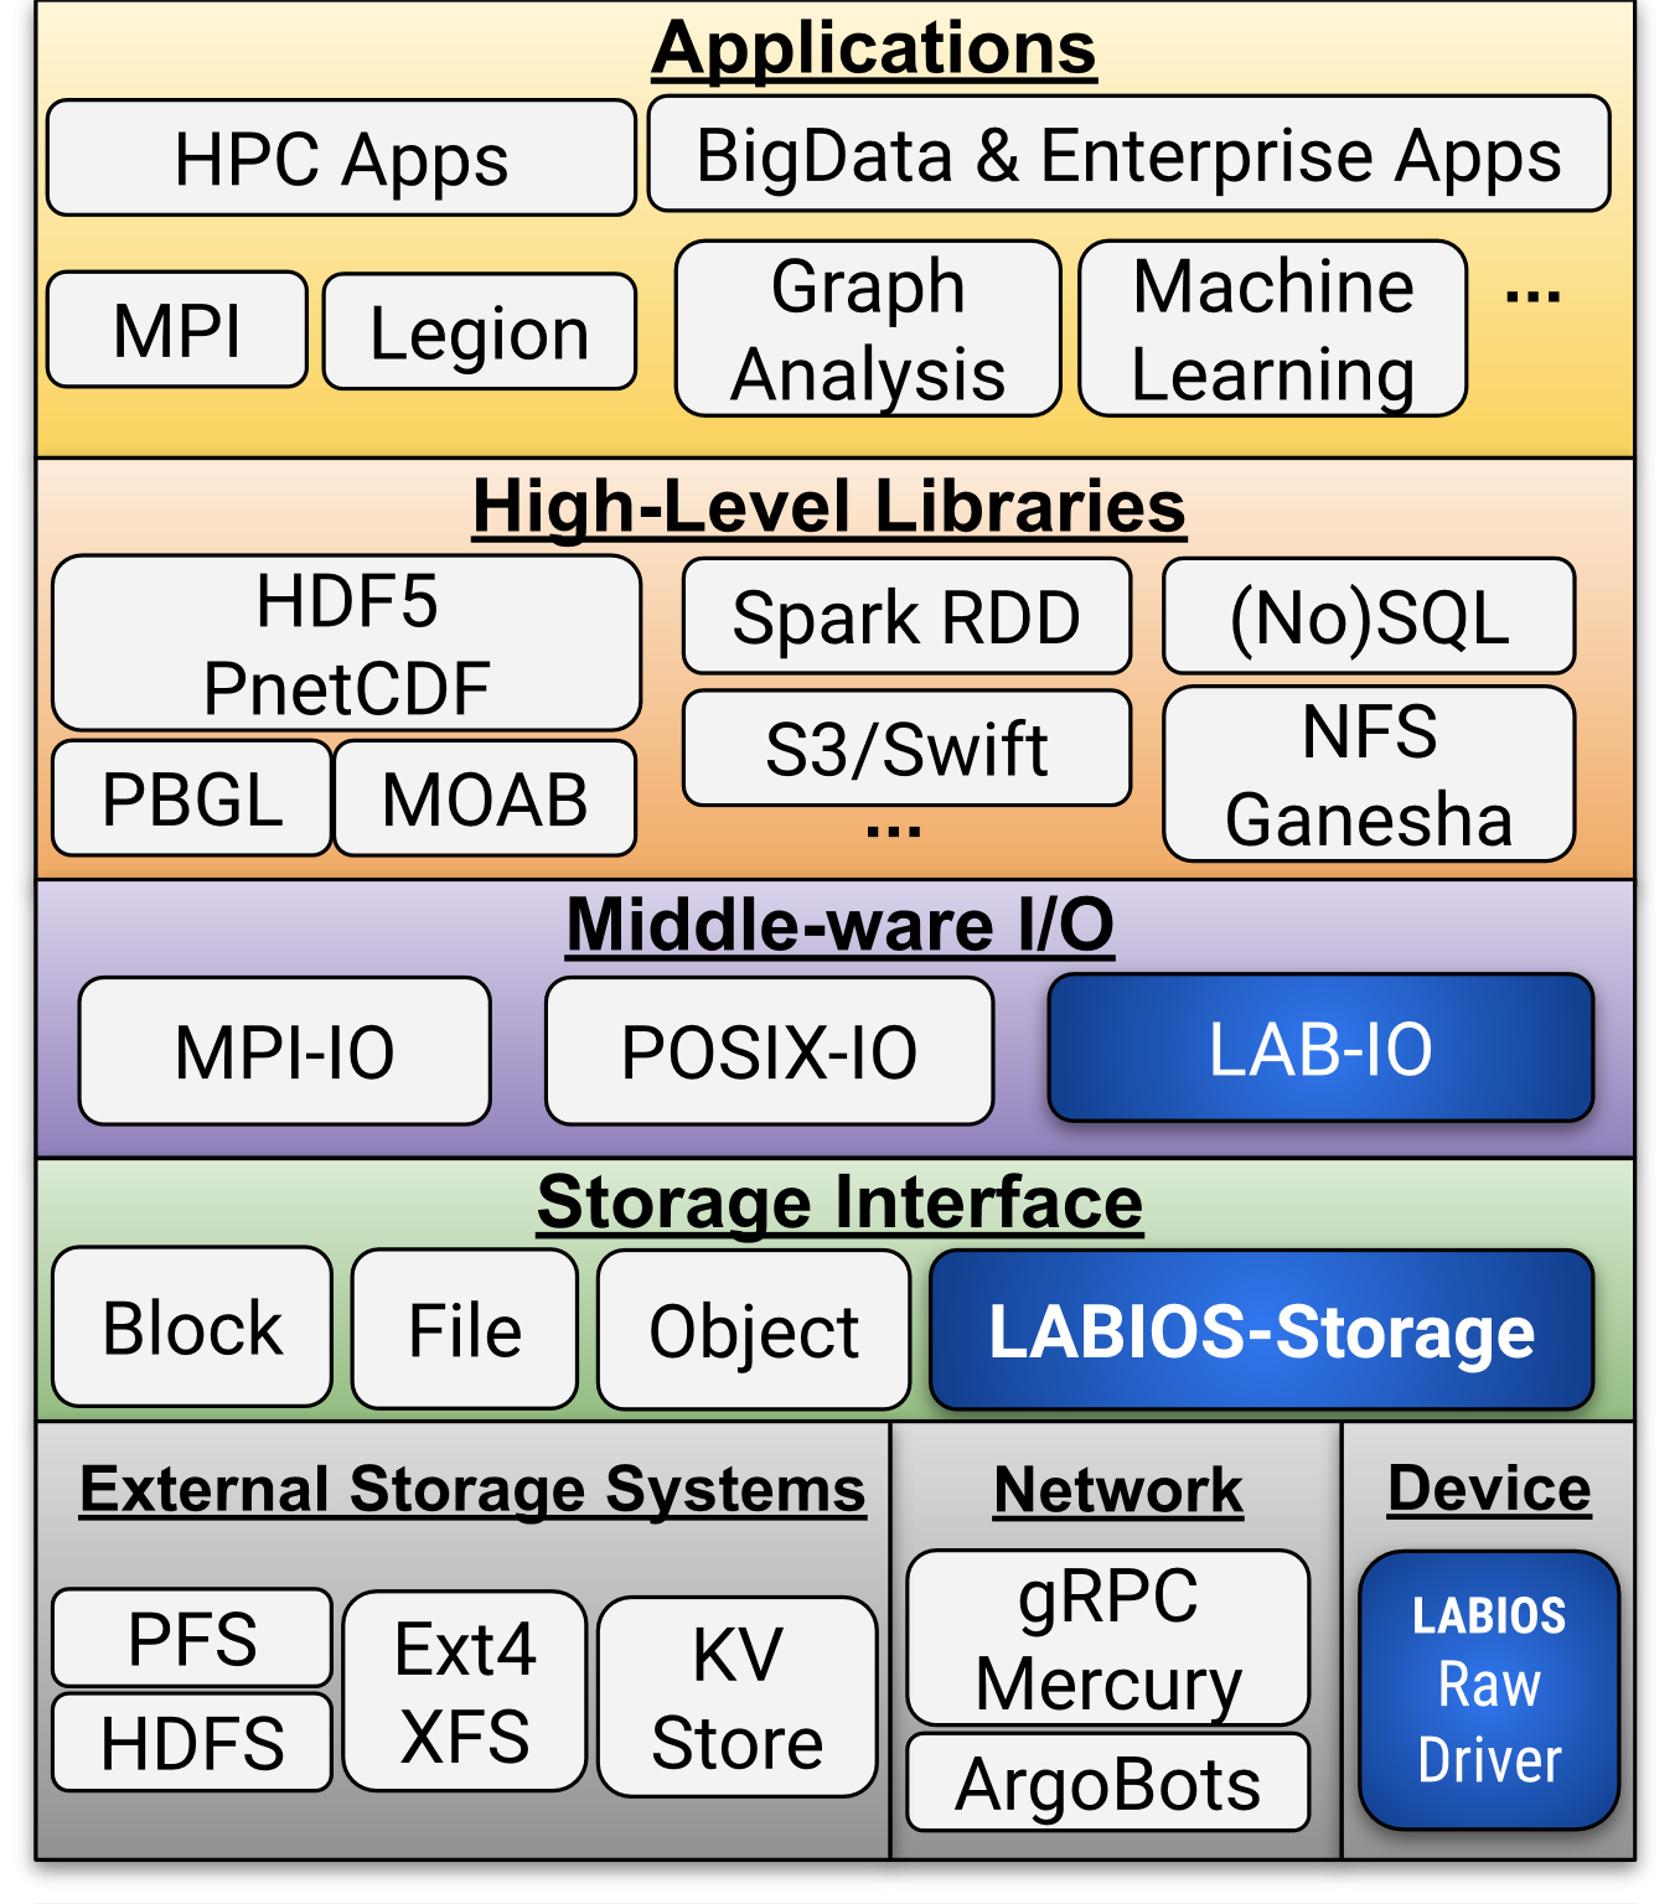 Applications
HPC Apps
BigData & Enterprise Apps
MPI
Legion
Graph
Analysis
Machine
Learning
...
High-Level Libraries
HDF5
PnetCDF
PBGL
MOAB
Spark RDD
S3/Swift
...
(No)SQL
NFS
Ganesha
Middle-ware I/O
MPI-IO
POSIX-IO
LAB-IO
Storage Interface
Block
File
Object
LABIOS-Storage
External Storage Systems
PFS
HDFS
Ext4
XFS
KV
Store
Network
gRPC
Mercury
ArgoBots
Device
LABIOS
Raw
Driver